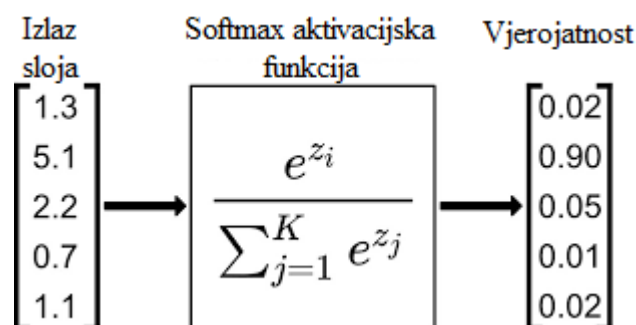 Izlaz
sloja
Softmax aktivacijska
funkcija
Vjerojatnost
1.3
5.1
2.2
0.7
1.1
e^{z_i}
∑_{j=1}^{K} e^{z_j}
0.02
0.90
0.05
0.01
0.02